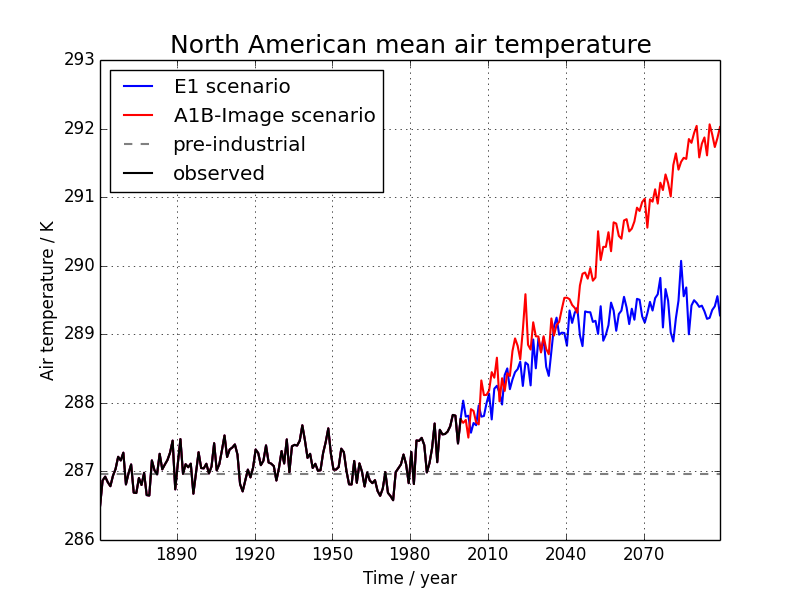 North American mean air temperature
E1 scenario
A1B-Image scenario
pre-industrial
observed
Air temperature / K
293
292
291
290
289
288
287
286
1890 1920 1950 1980 2010 2040 2070
Time / year